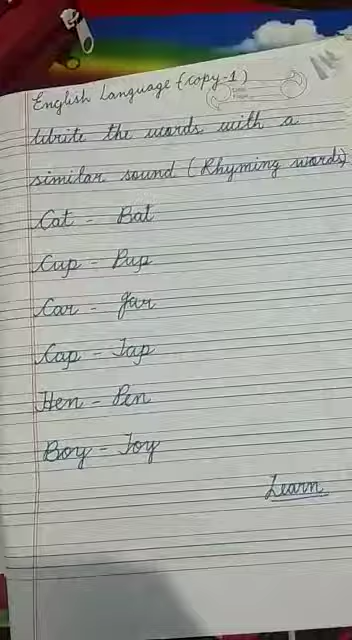 English Language (copy-1)
Write the words with a
similar sound (Rhyming words)
Cat - Bat
Cup - Pup
Car - Jar
Cap - Tap
Hen - Pen
Boy - Toy
Learn